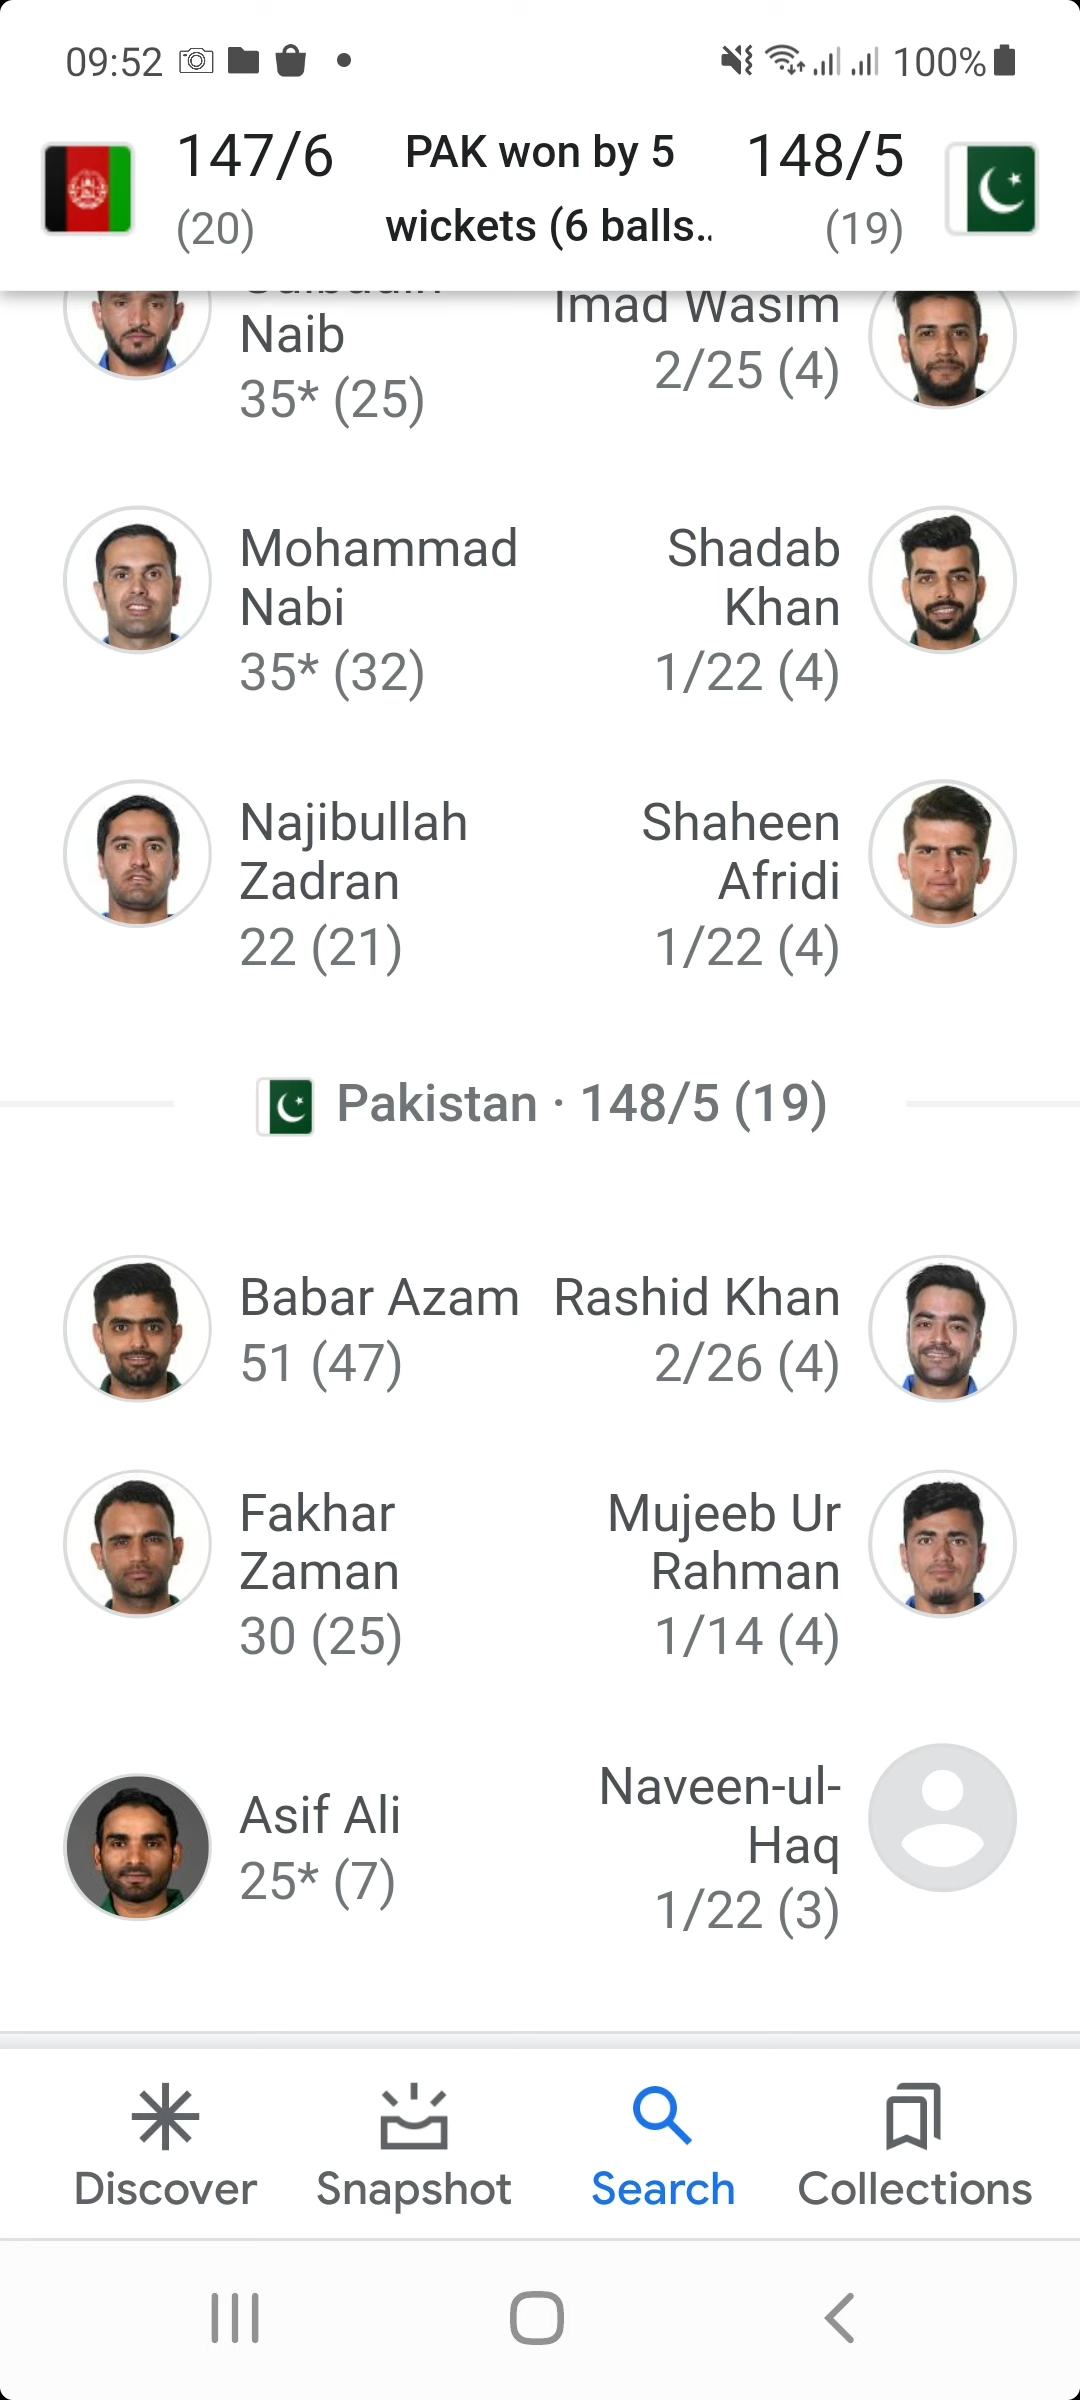 09:52
100%
147/6
PAK won by 5
148/5
(20)
wickets (6 balls..
(19)
Naib
35* (25)
Imad Wasim
2/25 (4)
Mohammad
Nabi
35* (32)
Shadab
Khan
1/22 (4)
Najibullah
Zadran
22 (21)
Shaheen
Afridi
1/22 (4)
Pakistan · 148/5 (19)
Babar Azam
51 (47)
Rashid Khan
2/26 (4)
Fakhar
Zaman
30 (25)
Mujeeb Ur
Rahman
1/14 (4)
Asif Ali
25* (7)
Naveen-ul-
Haq
1/22 (3)
Discover
Snapshot
Search
Collections